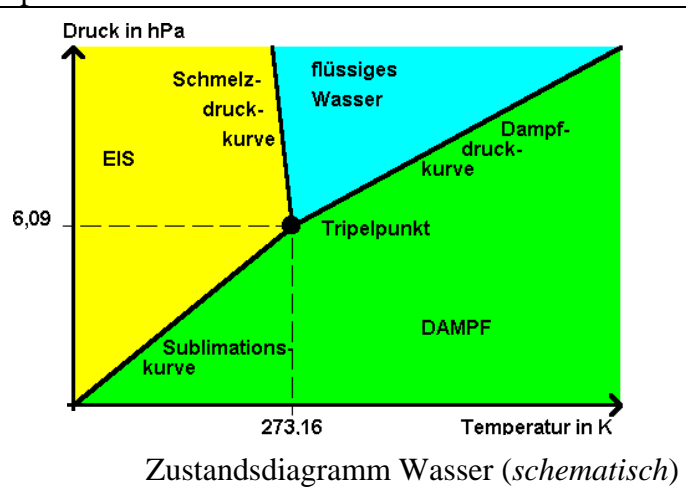 Druck in hPa
flüssiges
Wasser
Schmelz-
druck-
kurve
Dampf-
druck-
kurve
EIS
6,09
Tripelpunkt
DAMPF
Sublimations-
kurve
273,16
Temperatur in K
Zustandsdiagramm Wasser (schematisch)